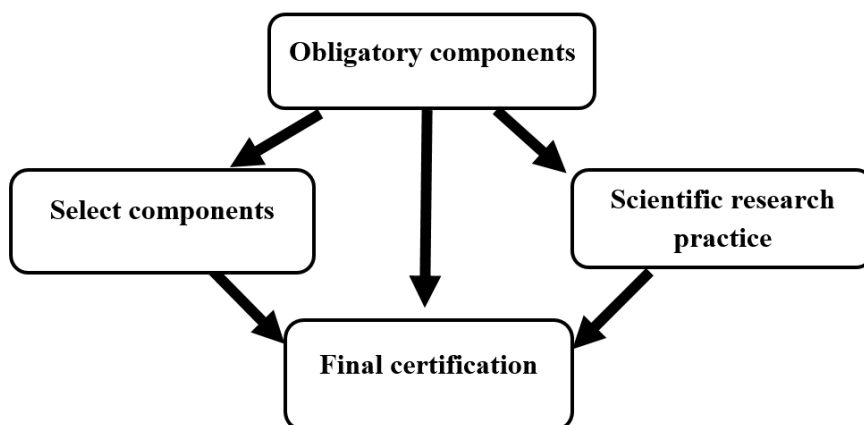 Obligatory components
Select components
Scientific research
practice
Final certification